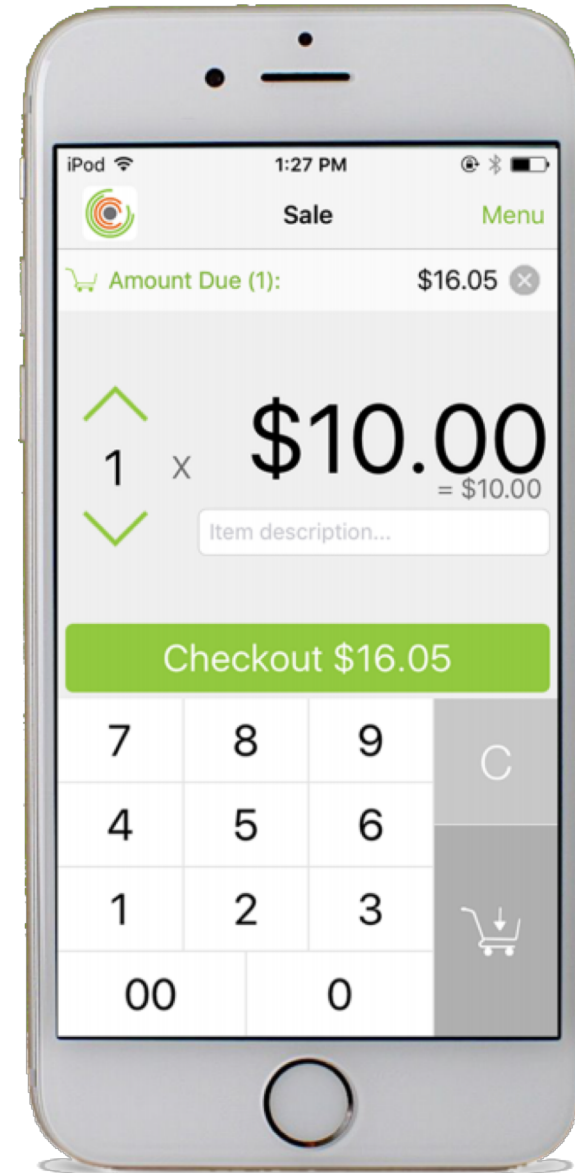 iPod 1:27 PM
Sale Menu
Amount Due (1): $16.05
1 x $10.00
= $10.00
Item description...
Checkout $16.05
7 8 9 C
4 5 6
1 2 3
00 0